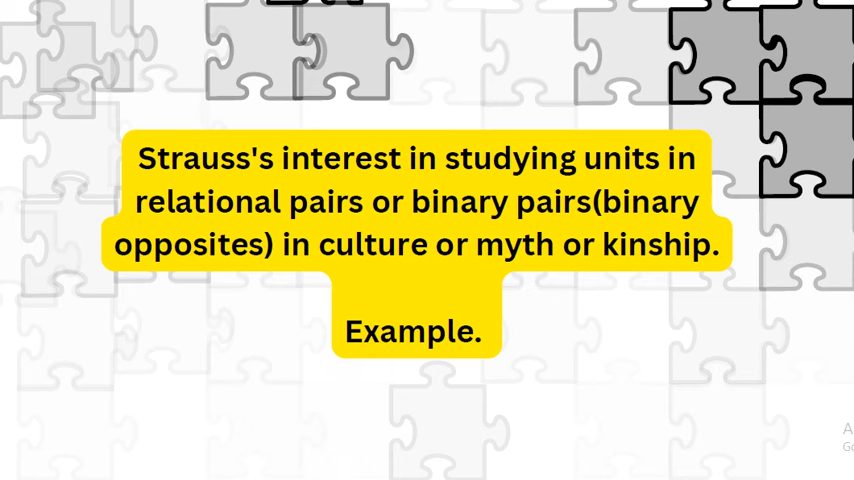 Strauss's interest in studying units in
relational pairs or binary pairs(binary
opposites) in culture or myth or kinship.
Example.